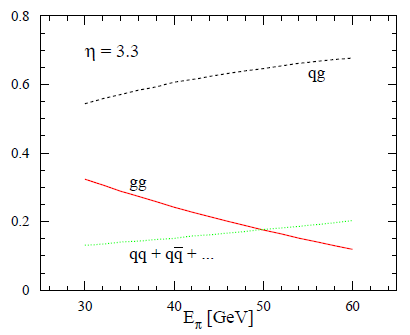 0.8
η = 3.3
qg
0.6
0.4
gg
0.2
qq + qq̅ + ...
0
30 40 50 60
E_π [GeV]